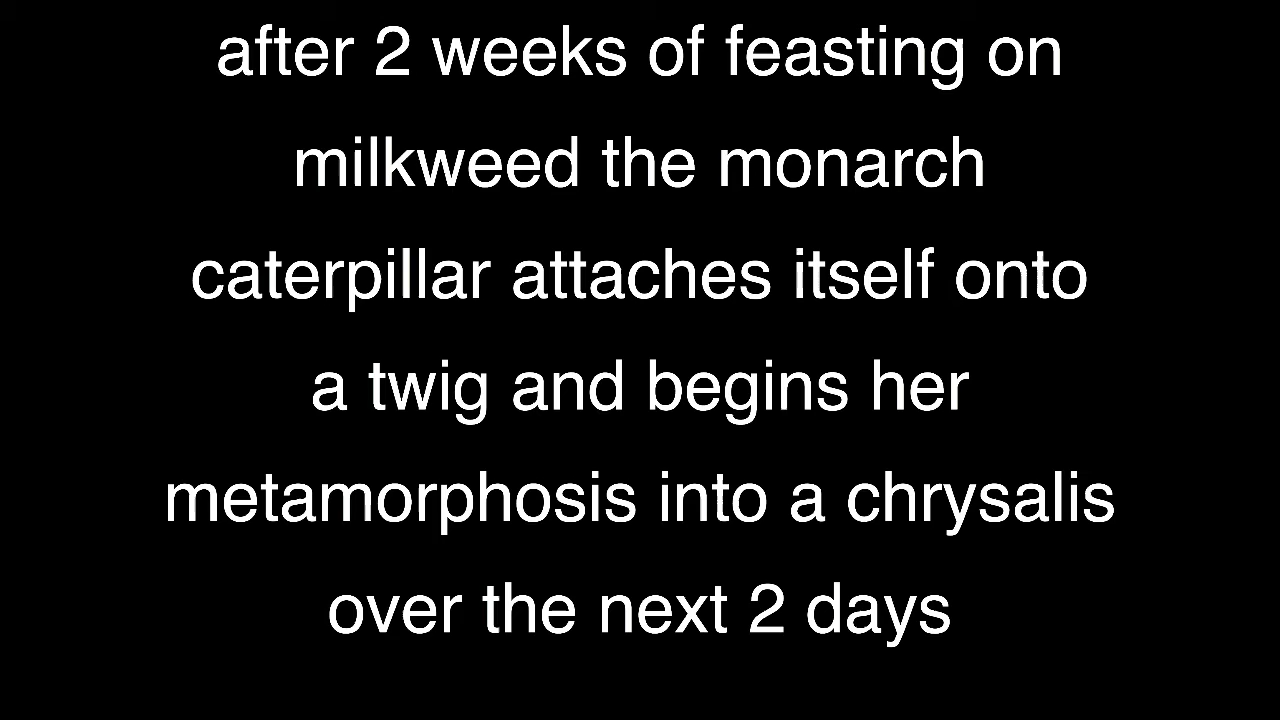 after 2 weeks of feasting on
milkweed the monarch
caterpillar attaches itself onto
a twig and begins her
metamorphosis into a chrysalis
over the next 2 days